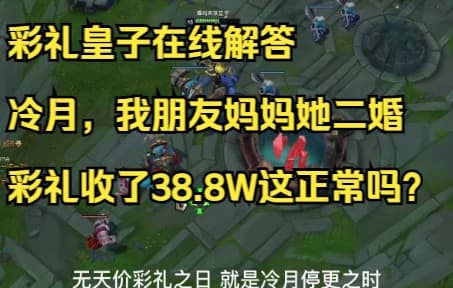 彩礼皇子在线解答
冷月，我朋友妈妈她二婚
彩礼收了38.8W这正常吗？
无天价彩礼之日 就是冷月停更之时